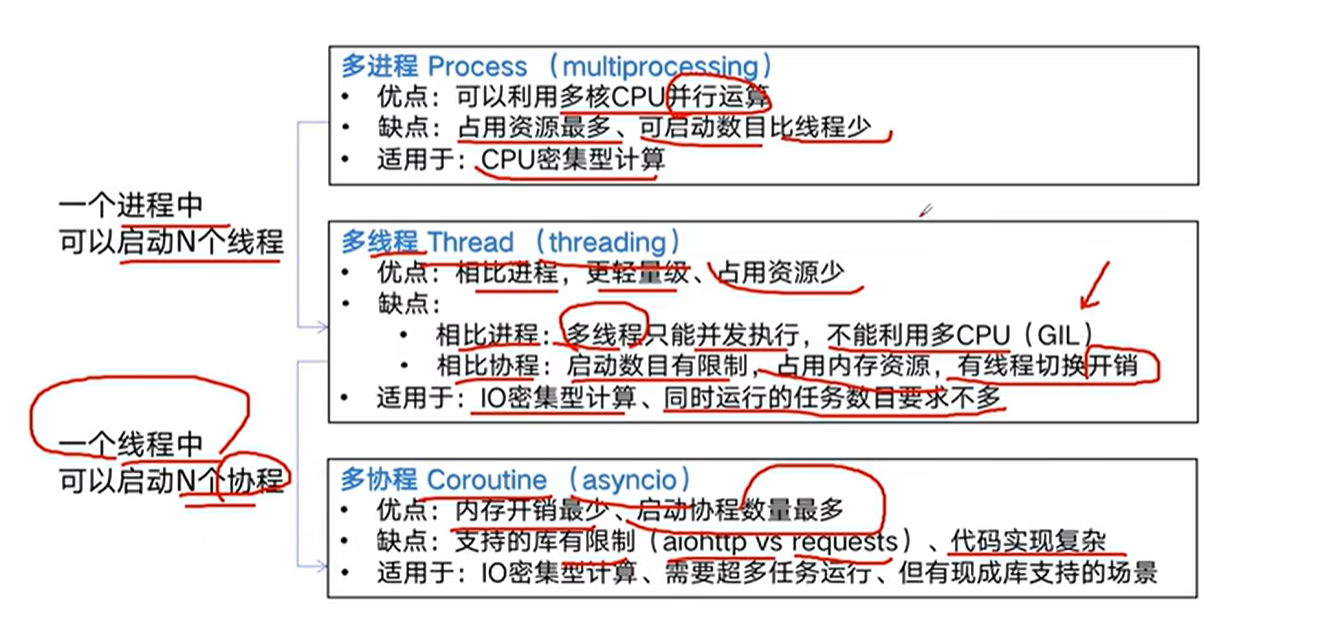 多进程 Process （multiprocessing）
• 优点：可以利用多核CPU并行运算
• 缺点：占用资源最多、可启动数目比线程少
• 适用于：CPU密集型计算
一个进程中
可以启动N个线程
多线程 Thread （threading）
• 优点：相比进程，更轻量级、占用资源少
• 缺点：
• 相比进程：多线程只能并发执行，不能利用多CPU（GIL）
• 相比协程：启动数目有限制，占用内存资源，有线程切换开销
• 适用于：IO密集型计算、同时运行的任务数目要求不多
一个线程中
可以启动N个协程
多协程 Coroutine （asyncio）
• 优点：内存开销最少、启动协程数量最多
• 缺点：支持的库有限制（aiohttp vs requests）、代码实现复杂
• 适用于：IO密集型计算、需要超多任务运行、但有现成库支持的场景